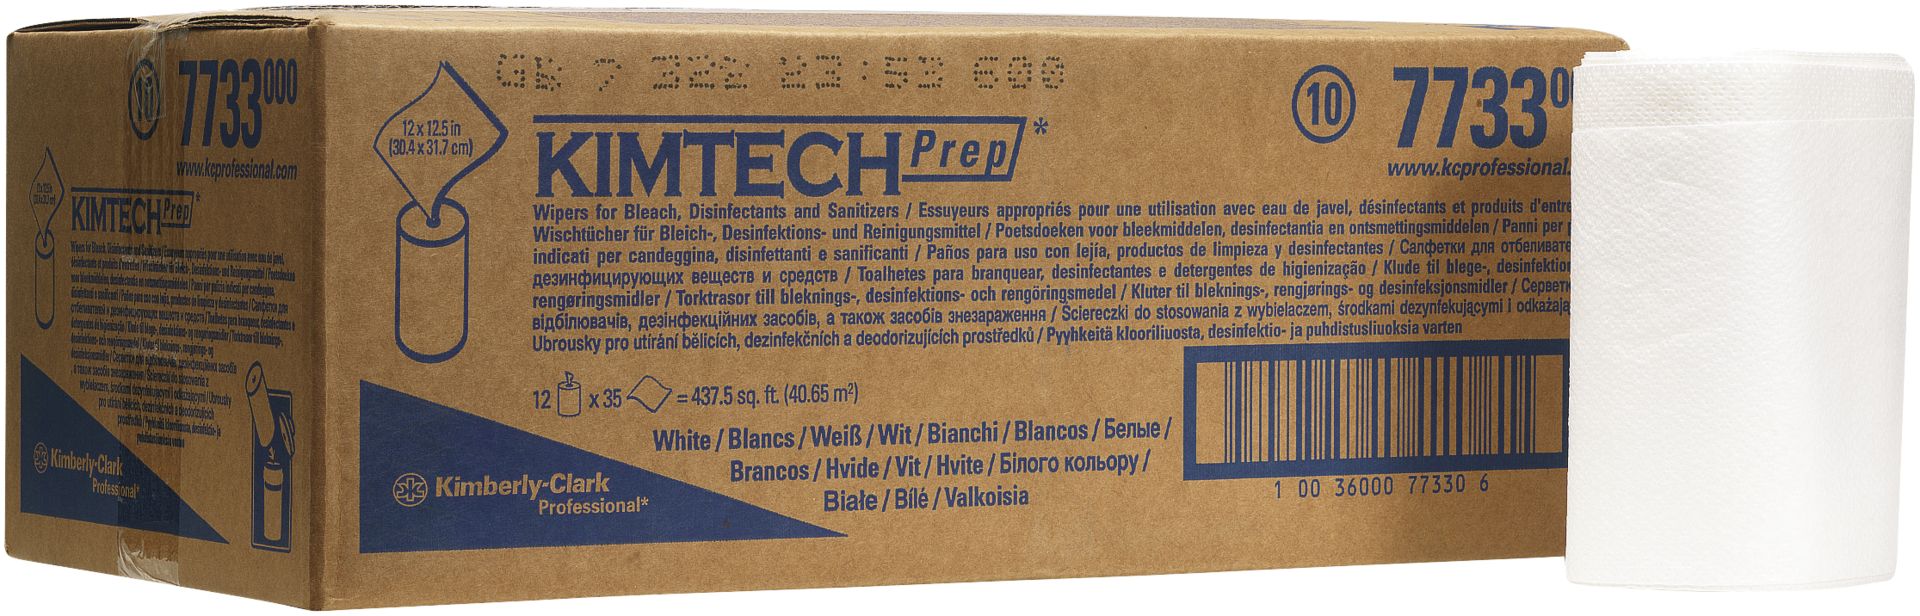 10
7733000
www.kcprofessional.com
KIMTECH Prep*
Kimberly-Clark
Professional*
GK 7 322 23:53 600
12 x 12.5 in
(30.4 x 31.7 cm)
10
7733
www.kcprofessional.
KIMTECH Prep*
Wipers for Bleach, Disinfectants and Sanitizers / Essuyeurs appropriés pour une utilisation avec eau de javel, désinfectants et produits d'entre
Wischtücher für Bleich-, Desinfektions- und Reinigungsmittel / Poetsdoeken voor bleekmiddelen, desinfectantia en ontsmettingsmiddelen / Panni per
indicati per candeggina, disinfettanti e sanificanti / Paños para uso con lejía, productos de limpieza y desinfectantes / Салфетки для отбеливате
дезинфицирующих веществ и средств / Toalhetes para branquear, desinfectantes e detergentes de higienização / Klude til blege-, desinfektion
rengøringsmidler / Torktrasor till bleknings-, desinfektions- och rengöringsmedel / Kluter til bleknings-, rengjørings- og desinfeksjonsmidler / Серветк
відбілювачів, дезінфекційних засобів, а також засобів знезараження / Ściereczki do stosowania z wybielaczem, środkami dezynfekującymi i odkażają
Ubrousky pro utírání bělicích, dezinfekčních a deodorizujících prostředků / Pyyhkeitä klooriliuosta, desinfektio- ja puhdistusliuoksia varten
12 x 35 = 437.5 sq. ft. (40.65 m²)
White / Blancs / Weiß / Wit / Bianchi / Blancos / Белые /
Brancos / Hvide / Vit / Hvite / Білого кольору /
Białe / Bílé / Valkoisia
1 00 36000 77330 6
Kimberly-Clark
Professional*